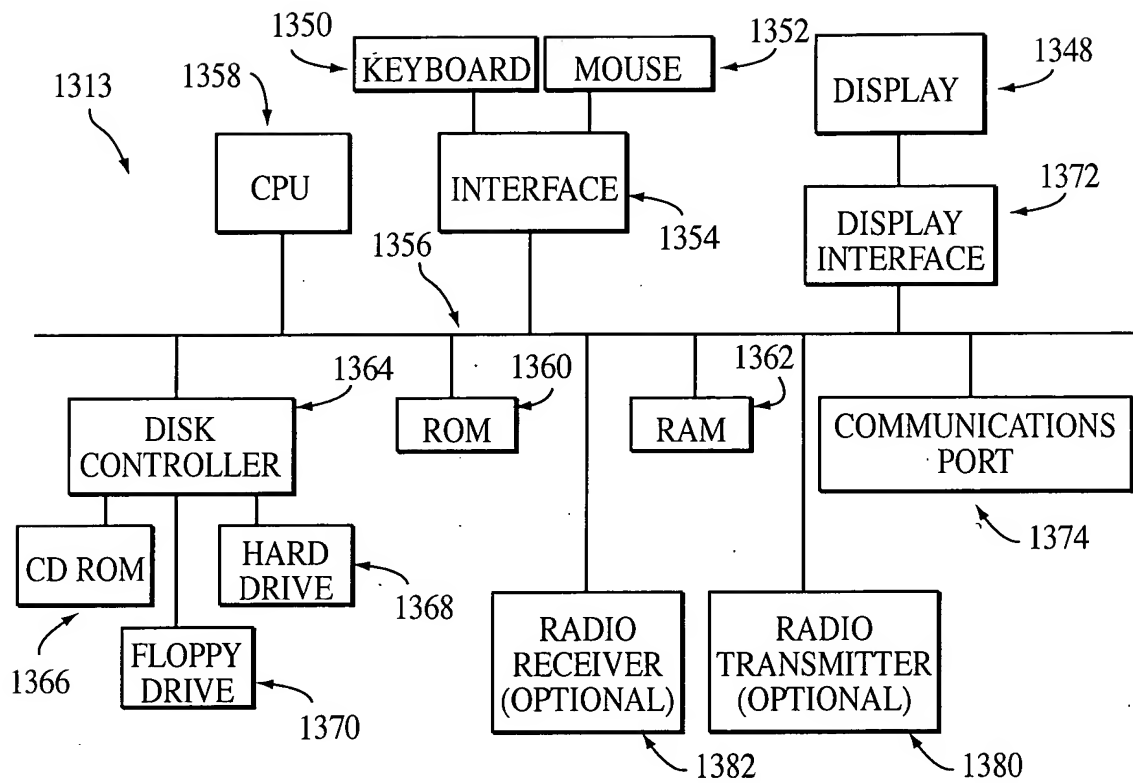 1350
1352
1358
KEYBOARD
MOUSE
1348
1313
DISPLAY
CPU
INTERFACE
1372
1354
DISPLAY
INTERFACE
1356
1364
1360
1362
DISK
CONTROLLER
ROM
RAM
COMMUNICATIONS
PORT
CD ROM
HARD
DRIVE
1374
1368
1366
FLOPPY
DRIVE
1370
RADIO
RECEIVER
(OPTIONAL)
RADIO
TRANSMITTER
(OPTIONAL)
1382
1380